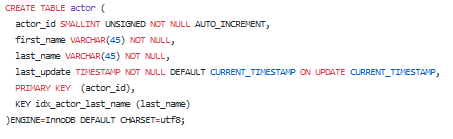 CREATE TABLE actor (
  actor_id SMALLINT UNSIGNED NOT NULL AUTO_INCREMENT,
  first_name VARCHAR(45) NOT NULL,
  last_name VARCHAR(45) NOT NULL,
  last_update TIMESTAMP NOT NULL DEFAULT CURRENT_TIMESTAMP ON UPDATE CURRENT_TIMESTAMP,
  PRIMARY KEY  (actor_id),
  KEY idx_actor_last_name (last_name)
)ENGINE=InnoDB DEFAULT CHARSET=utf8;